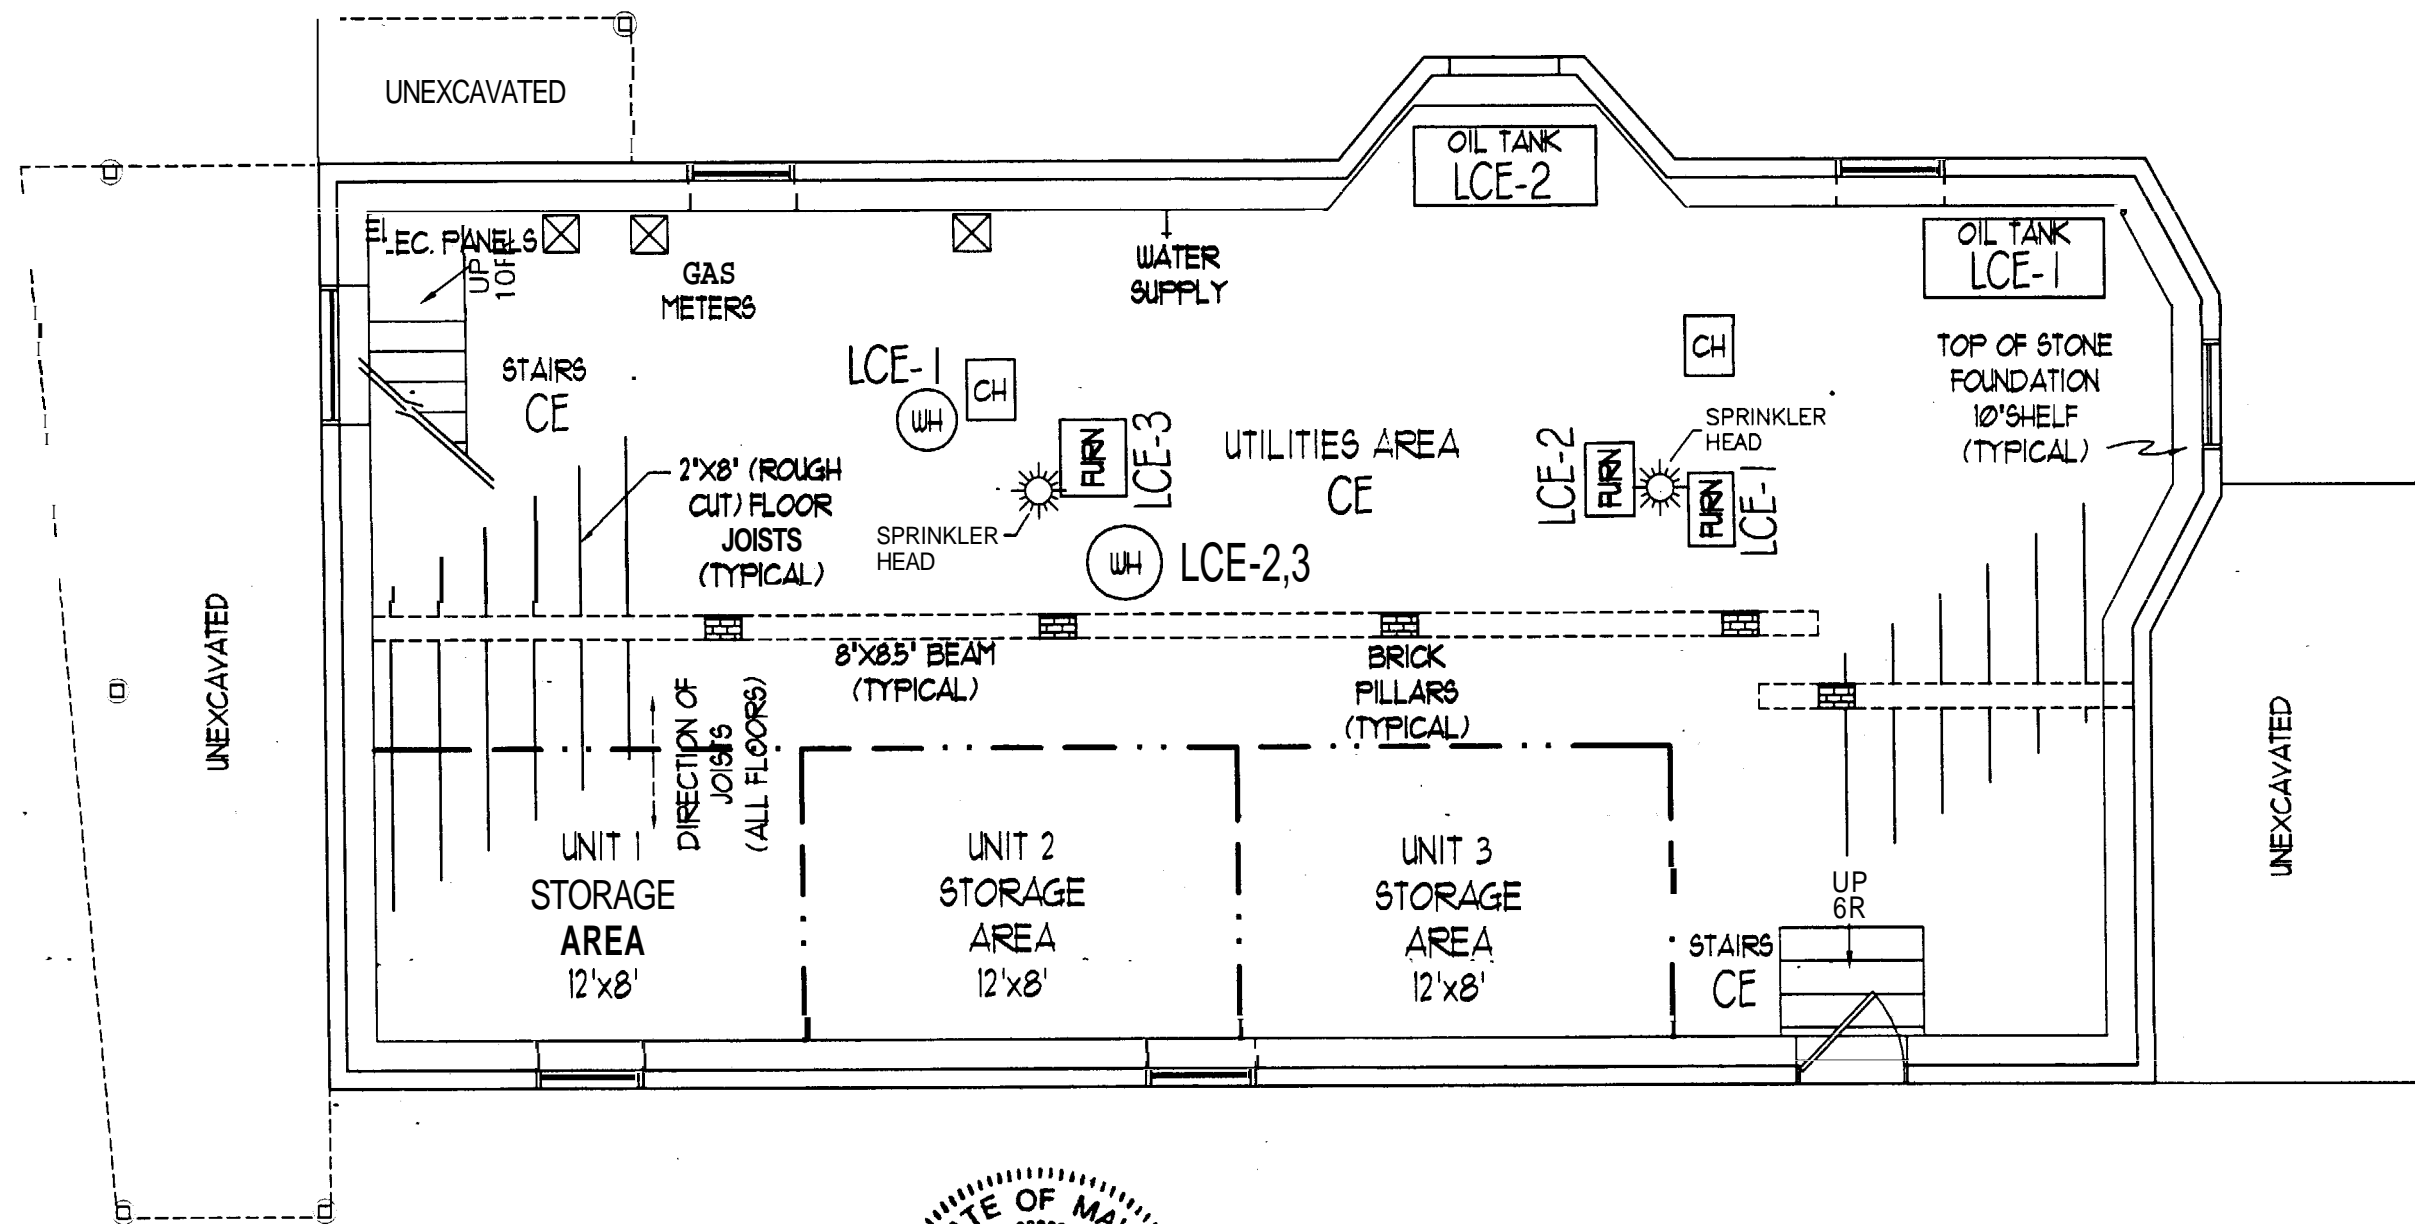 UNEXCAVATED
OIL TANK
LCE-2
ELEC. PANELS
UP
10R
GAS
METERS
WATER
SUPPLY
OIL TANK
LCE-1
STAIRS
CE
LCE-1
CH
WH
FURN
LCE-3
UTILITIES AREA
CE
CH
SPRINKLER
HEAD
LCE-2
FURN
FURN
LCE-1
TOP OF STONE
FOUNDATION
10"SHELF
(TYPICAL)
2"X8" (ROUGH
CUT) FLOOR
JOISTS
(TYPICAL)
SPRINKLER
HEAD
WH
LCE-2,3
UNEXCAVATED
8"X8.5" BEAM
(TYPICAL)
BRICK
PILLARS
(TYPICAL)
DIRECTION OF
JOISTS
(ALL FLOORS)
UNEXCAVATED
UNIT 1
STORAGE
AREA
12'x8'
UNIT 2
STORAGE
AREA
12'x8'
UNIT 3
STORAGE
AREA
12'x8'
UP
6R
STAIRS
CE
OF